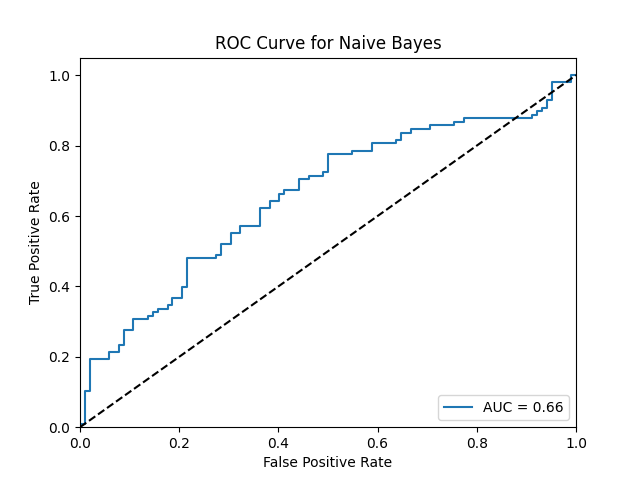 ROC Curve for Naive Bayes
1.0
0.8
0.6
0.4
0.2
0.0
True Positive Rate
0.0 0.2 0.4 0.6 0.8 1.0
False Positive Rate
AUC = 0.66